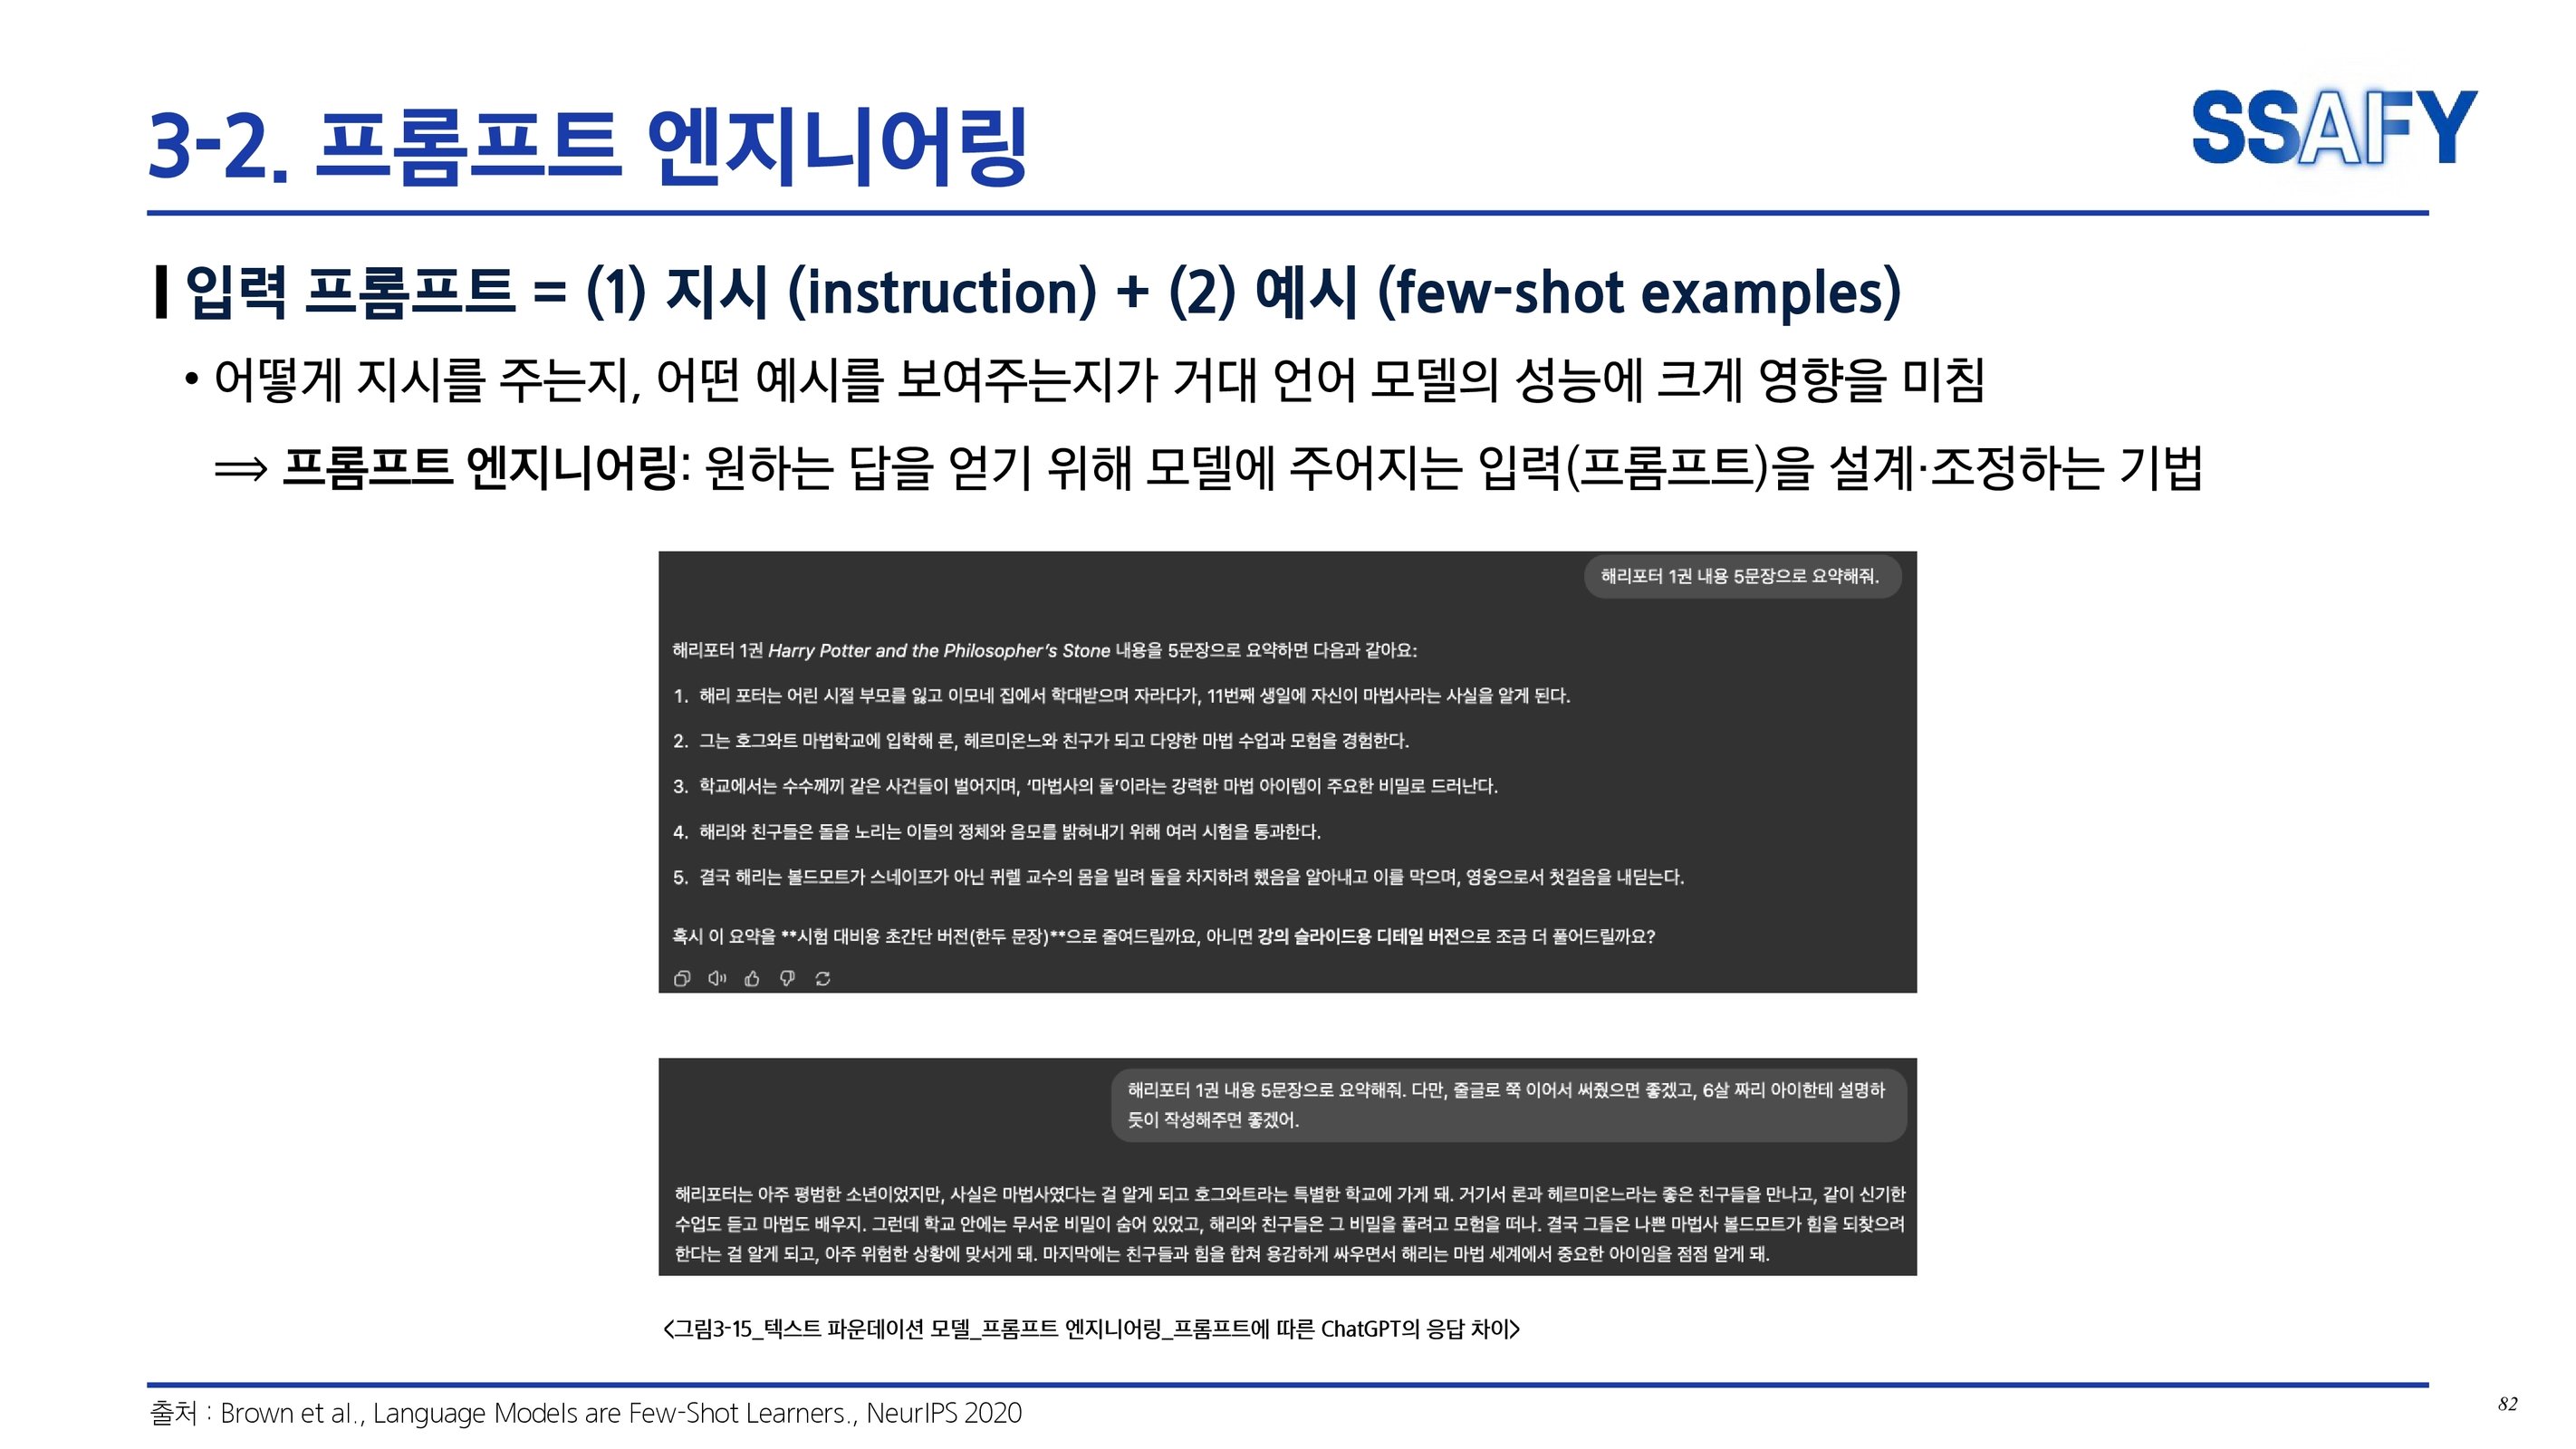 3-2. 프롬프트 엔지니어링
SSAFY
입력 프롬프트 = (1) 지시 (instruction) + (2) 예시 (few-shot examples)
• 어떻게 지시를 주는지, 어떤 예시를 보여주는지가 거대 언어 모델의 성능에 크게 영향을 미침
⟹ 프롬프트 엔지니어링: 원하는 답을 얻기 위해 모델에 주어지는 입력(프롬프트)을 설계·조정하는 기법
해리포터 1권 내용 5문장으로 요약해줘.
해리포터 1권 Harry Potter and the Philosopher's Stone 내용을 5문장으로 요약하면 다음과 같아요:
1. 해리 포터는 어린 시절 부모를 잃고 이모네 집에서 학대받으며 자라다가, 11번째 생일에 자신이 마법사라는 사실을 알게 된다.
2. 그는 호그와트 마법학교에 입학해 론, 헤르미온느와 친구가 되고 다양한 마법 수업과 모험을 경험한다.
3. 학교에서는 수수께끼 같은 사건들이 벌어지며, ‘마법사의 돌’이라는 강력한 마법 아이템이 주요한 비밀로 드러난다.
4. 해리와 친구들은 돌을 노리는 이들의 정체와 음모를 밝혀내기 위해 여러 시험을 통과한다.
5. 결국 해리는 볼드모트가 스네이프가 아닌 퀴렐 교수의 몸을 빌려 돌을 차지하려 했음을 알아내고 이를 막으며, 영웅으로서 첫걸음을 내딛는다.
혹시 이 요약을 **시험 대비용 초간단 버전(한두 문장)**으로 줄여드릴까요, 아니면 강의 슬라이드용 디테일 버전으로 조금 더 풀어드릴까요?
해리포터 1권 내용 5문장으로 요약해줘. 다만, 줄글로 쭉 이어서 써줬으면 좋겠고, 6살 짜리 아이한테 설명하
듯이 작성해주면 좋겠어.
해리포터는 아주 평범한 소년이었지만, 사실은 마법사였다는 걸 알게 되고 호그와트라는 특별한 학교에 가게 돼. 거기서 론과 헤르미온느라는 좋은 친구들을 만나고, 같이 신기한
수업도 듣고 마법도 배우지. 그런데 학교 안에는 무서운 비밀이 숨어 있었고, 해리와 친구들은 그 비밀을 풀려고 모험을 떠나. 결국 그들은 나쁜 마법사 볼드모트가 힘을 되찾으려
한다는 걸 알게 되고, 아주 위험한 상황에 맞서게 돼. 마지막에는 친구들과 힘을 합쳐 용감하게 싸우면서 해리는 마법 세계에서 중요한 아이임을 점점 알게 돼.
<그림3-15_텍스트 파운데이션 모델_프롬프트 엔지니어링_프롬프트에 따른 ChatGPT의 응답 차이>
출처 : Brown et al., Language Models are Few-Shot Learners., NeurIPS 2020
82